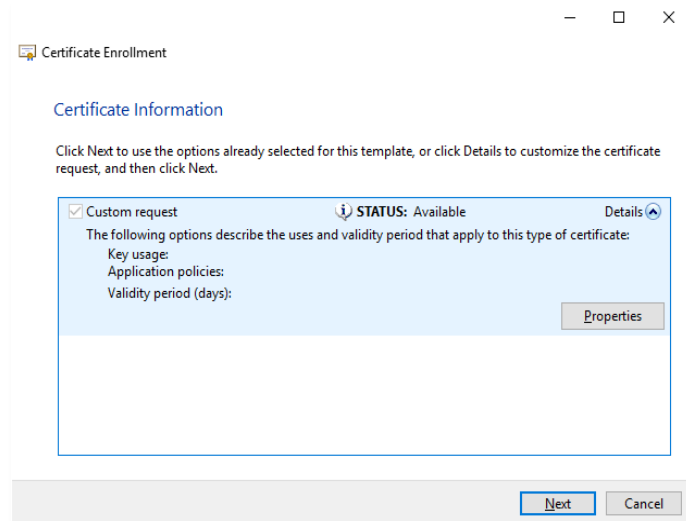 Certificate Enrollment
Certificate Information
Click Next to use the options already selected for this template, or click Details to customize the certificate
request, and then click Next.
Custom request STATUS: Available Details
The following options describe the uses and validity period that apply to this type of certificate:
Key usage:
Application policies:
Validity period (days):
Properties
Next Cancel